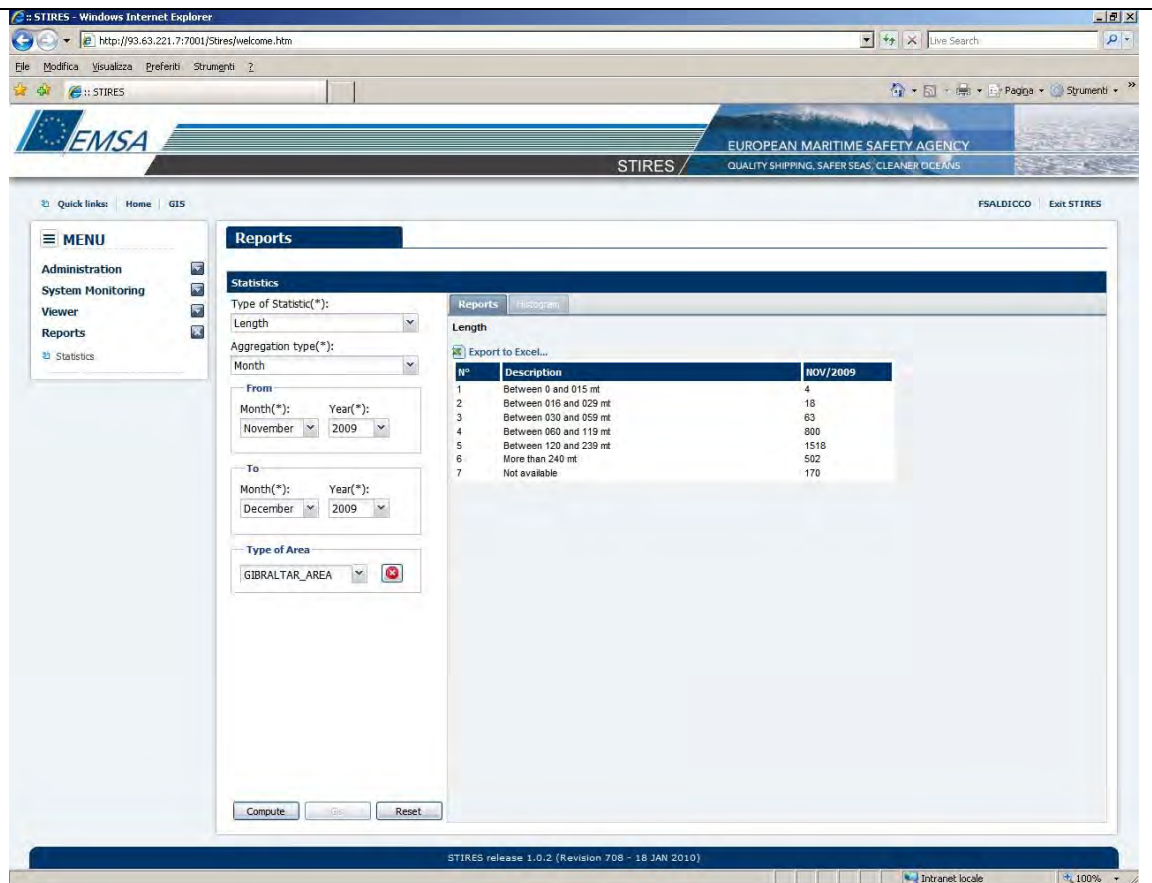 :: STIRES - Windows Internet Explorer
http://93.63.221.7:7001/Stires/welcome.htm
Live Search
File Modifica Visualizza Preferiti Strumenti ?
:: STIRES
Pagina Strumenti
EMSA
EUROPEAN MARITIME SAFETY AGENCY
STIRES
QUALITY SHIPPING, SAFER SEAS, CLEANER OCEANS
Quick links: Home GIS
FSALDICCO Exit STIRES
MENU
Administration
System Monitoring
Viewer
Reports
Statistics
Reports
Statistics
Type of Statistic(*):
Length
Aggregation type(*):
Month
From
Month(*): Year(*):
November 2009
To
Month(*): Year(*):
December 2009
Type of Area
GIBRALTAR_AREA
Compute Gis Reset
Reports Histogram
Length
Export to Excel...
N° Description NOV/2009
1 Between 0 and 015 mt 4
2 Between 016 and 029 mt 18
3 Between 030 and 059 mt 63
4 Between 060 and 119 mt 800
5 Between 120 and 239 mt 1518
6 More than 240 mt 502
7 Not available 170
STIRES release 1.0.2 (Revision 708 - 18 JAN 2010)
Intranet locale 100%